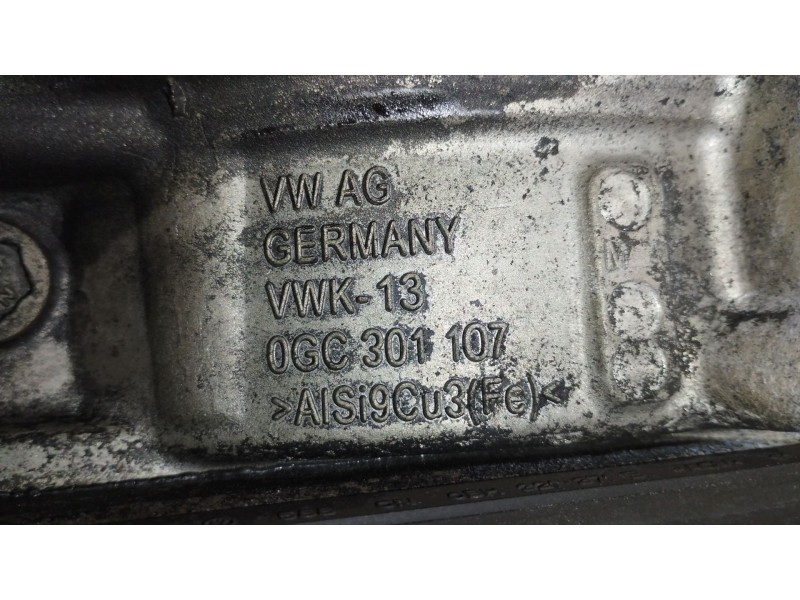 VW AG
GERMANY
VWK-13
0GC 301 107
>AlSi9Cu3(Fe)<
M